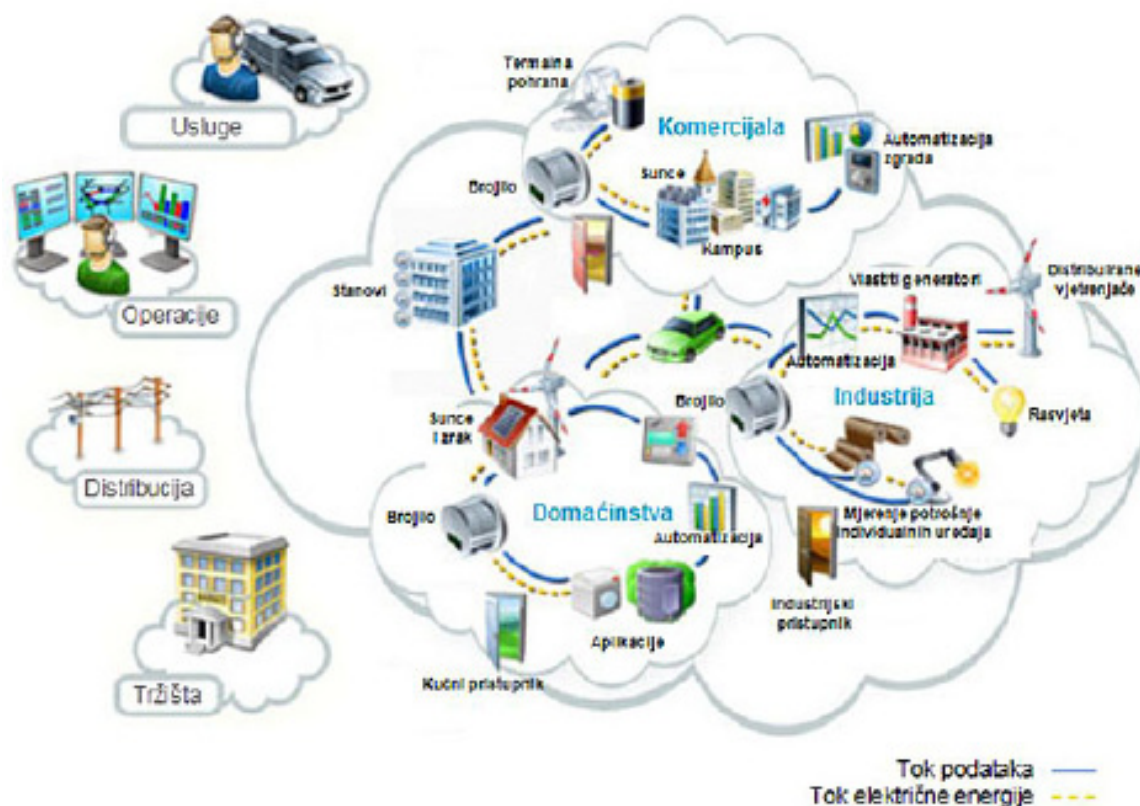 Usluge
Operacije
Distribucija
Tržišta
Termalna
pohrana
Komercijala
Automatizacija
zgrada
Brojilo
Sunce
Kampus
Stanovi
Vlastiti generatori
Distribuirane
vjetrenjače
Automatizacija
Brojilo
Industrija
Rasvjeta
Sunce
i zrak
Brojilo
Domaćinstva
Automatizacija
Mjerenje potrošnje
individualnih uređaja
Industrijski
pristupnik
Aplikacije
Kućni pristupnik
Tok podataka
Tok električne energije